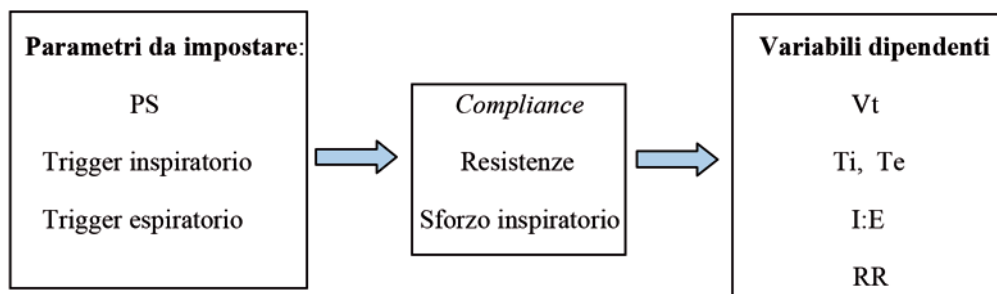 Parametri da impostare:
PS
Trigger inspiratorio
Trigger espiratorio
Compliance
Resistenze
Sforzo inspiratorio
Variabili dipendenti
Vt
Ti, Te
I:E
RR